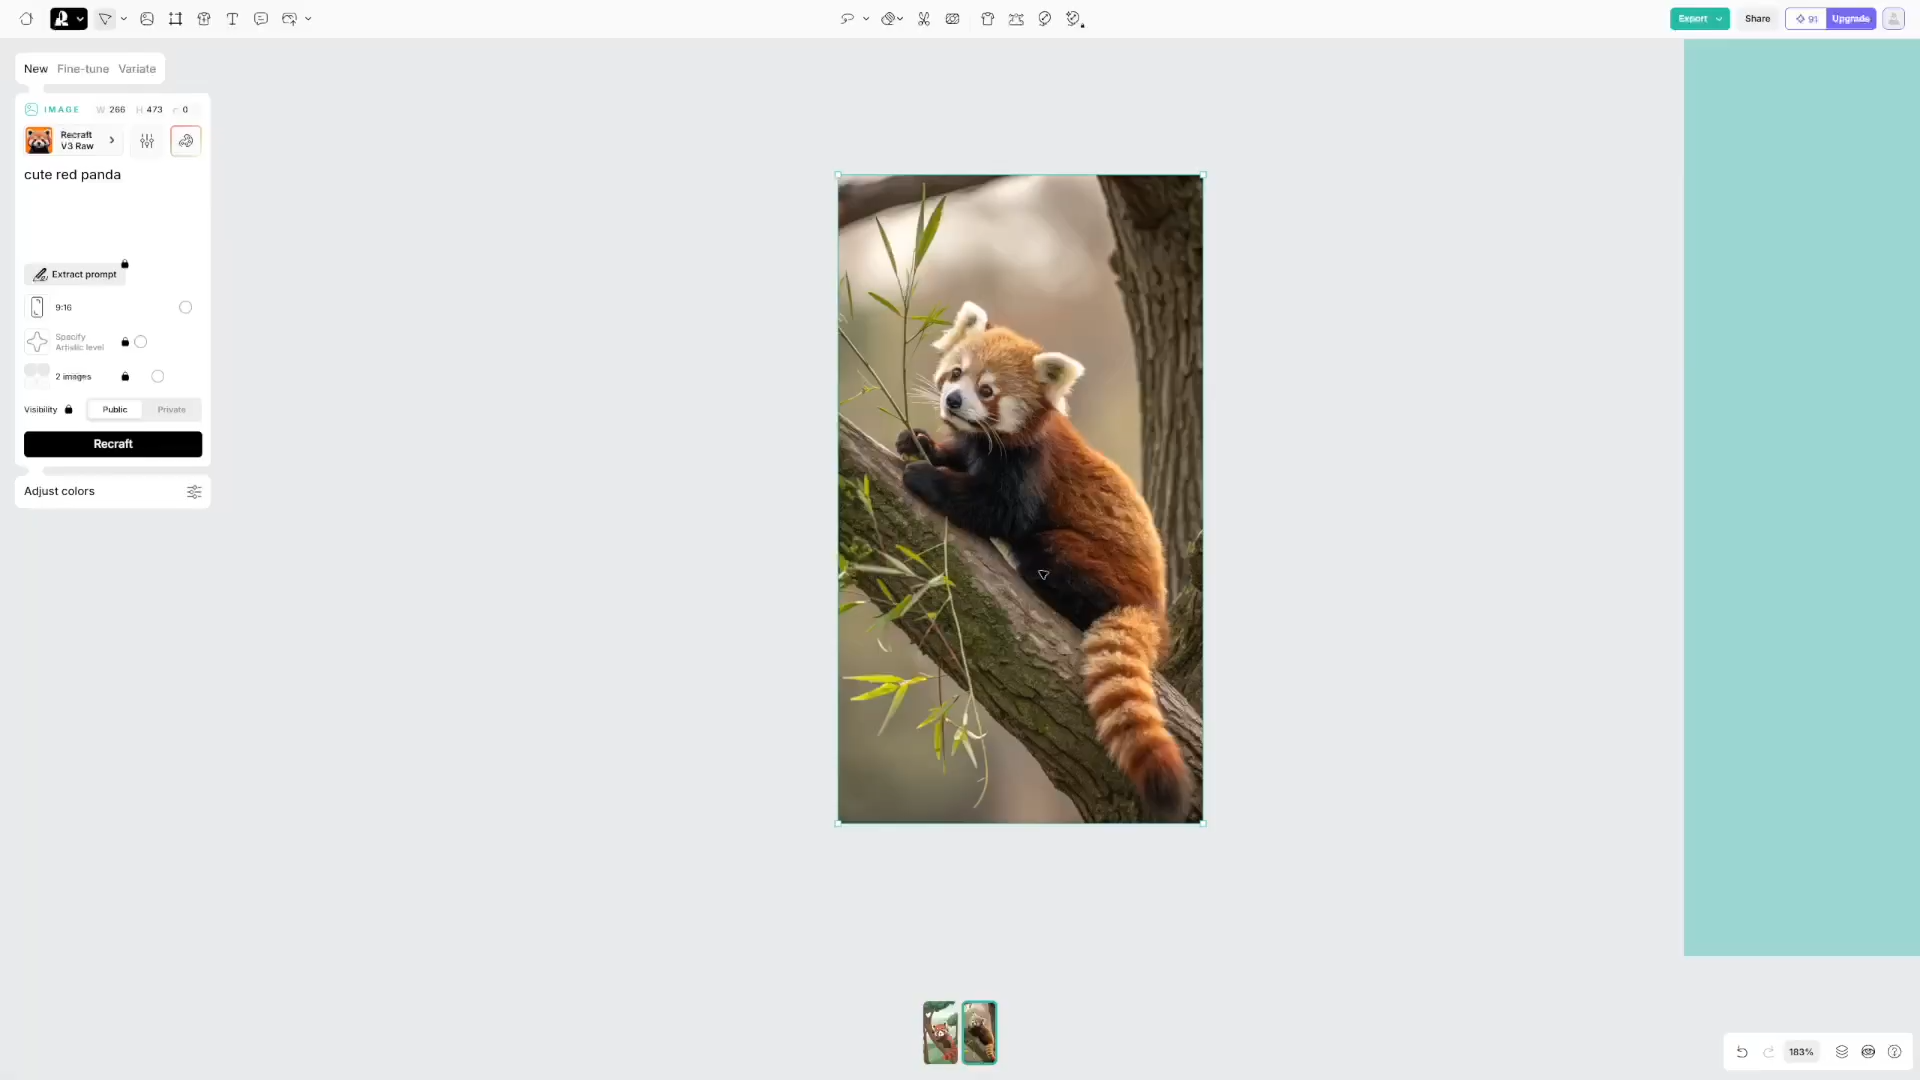 Export
Share
91
Upgrade
New Fine-tune Variate
IMAGE W 266 H 473 0
Recraft
V3 Raw
cute red panda
Extract prompt
9:16
Specify
Artistic level
2 images
Visibility Public Private
Recraft
Adjust colors
183%